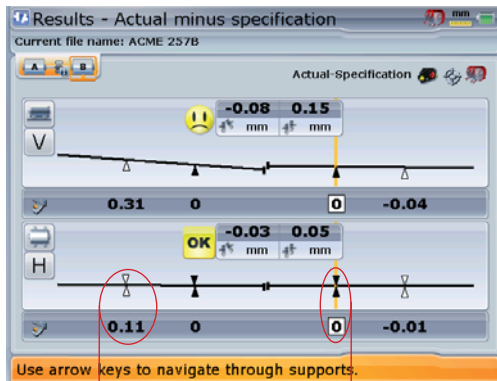 Results - Actual minus specification
mm
Current file name: ACME 257B
A B
Actual-Specification
-0.08 0.15
mm mm
V
0.31 0 0 -0.04
OK
-0.03 0.05
mm mm
H
0.11 0 0 -0.01
Use arrow keys to navigate through supports.